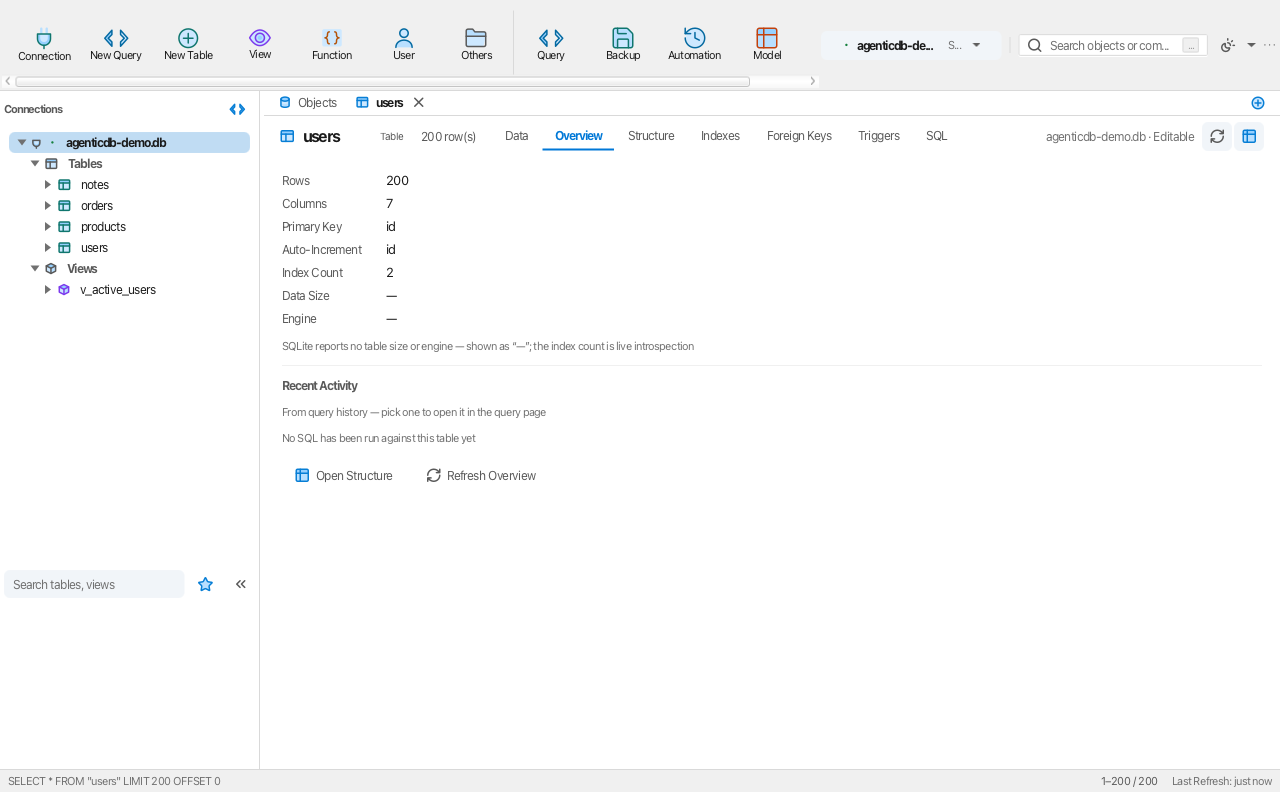 Connection
New Query
New Table
View
Function
User
Others
Query
Backup
Automation
Model
agenticdb-de... S...
Search objects or com... ...
Connections
agenticdb-demo.db
Tables
notes
orders
products
users
Views
v_active_users
Search tables, views
Objects
users
users Table 200 row(s) Data Overview Structure Indexes Foreign Keys Triggers SQL agenticdb-demo.db · Editable
Rows 200
Columns 7
Primary Key id
Auto-Increment id
Index Count 2
Data Size —
Engine —
SQLite reports no table size or engine — shown as “—”; the index count is live introspection
Recent Activity
From query history — pick one to open it in the query page
No SQL has been run against this table yet
Open Structure Refresh Overview
SELECT * FROM "users" LIMIT 200 OFFSET 0 1–200 / 200 Last Refresh: just now